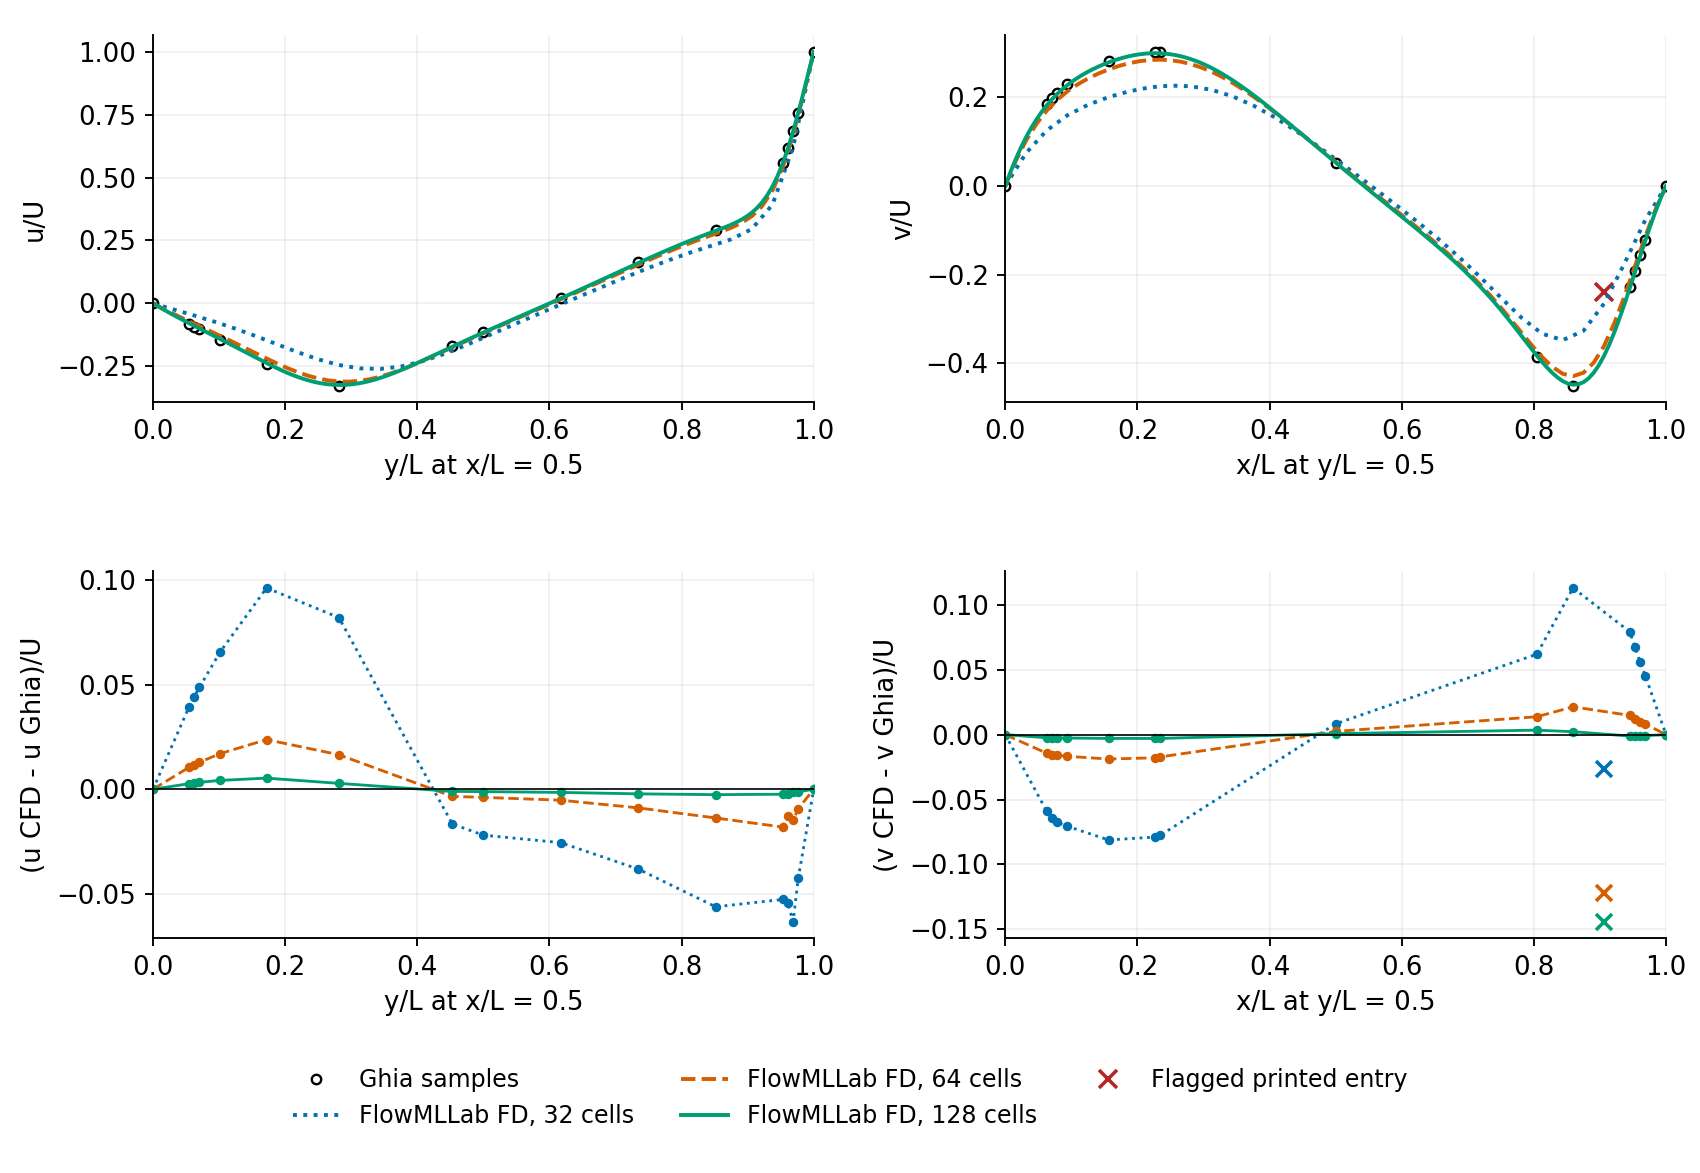 1.00
0.75
0.50
0.25
0.00
−0.25
u/U
0.0 0.2 0.4 0.6 0.8 1.0
y/L at x/L = 0.5
0.2
0.0
−0.2
−0.4
v/U
0.0 0.2 0.4 0.6 0.8 1.0
x/L at y/L = 0.5
0.10
0.05
0.00
−0.05
(u CFD - u Ghia)/U
0.0 0.2 0.4 0.6 0.8 1.0
y/L at x/L = 0.5
0.10
0.05
0.00
−0.05
−0.10
−0.15
(v CFD - v Ghia)/U
0.0 0.2 0.4 0.6 0.8 1.0
x/L at y/L = 0.5
Ghia samples
FlowMLLab FD, 32 cells
FlowMLLab FD, 64 cells
FlowMLLab FD, 128 cells
Flagged printed entry